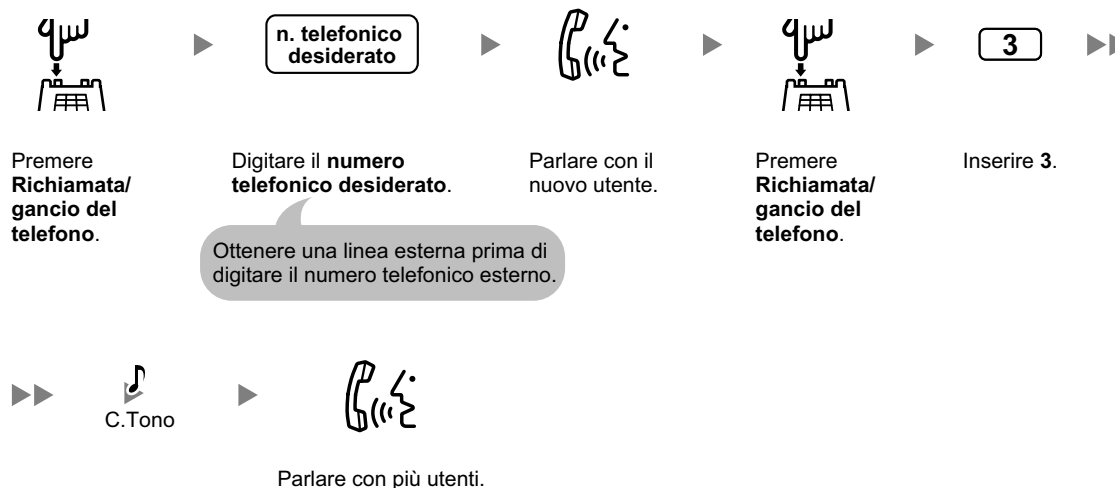 n. telefonico
desiderato
3
Premere
Richiamata/
gancio del
telefono.
Digitare il numero
telefonico desiderato.
Parlare con il
nuovo utente.
Premere
Richiamata/
gancio del
telefono.
Inserire 3.
Ottenere una linea esterna prima di
digitare il numero telefonico esterno.
C.Tono
Parlare con più utenti.